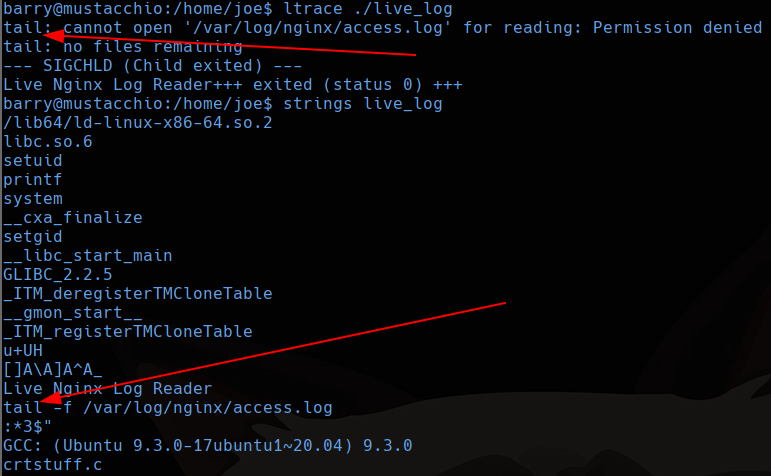 barry@mustacchio:/home/joe$ ltrace ./live_log
tail: cannot open '/var/log/nginx/access.log' for reading: Permission denied
tail: no files remaining
--- SIGCHLD (Child exited) ---
Live Nginx Log Reader+++ exited (status 0) +++
barry@mustacchio:/home/joe$ strings live_log
/lib64/ld-linux-x86-64.so.2
libc.so.6
setuid
printf
system
__cxa_finalize
setgid
__libc_start_main
GLIBC_2.2.5
_ITM_deregisterTMCloneTable
__gmon_start__
_ITM_registerTMCloneTable
u+UH
[]A\A]A^A_
Live Nginx Log Reader
tail -f /var/log/nginx/access.log
:*3$"
GCC: (Ubuntu 9.3.0-17ubuntu1~20.04) 9.3.0
crtstuff.c